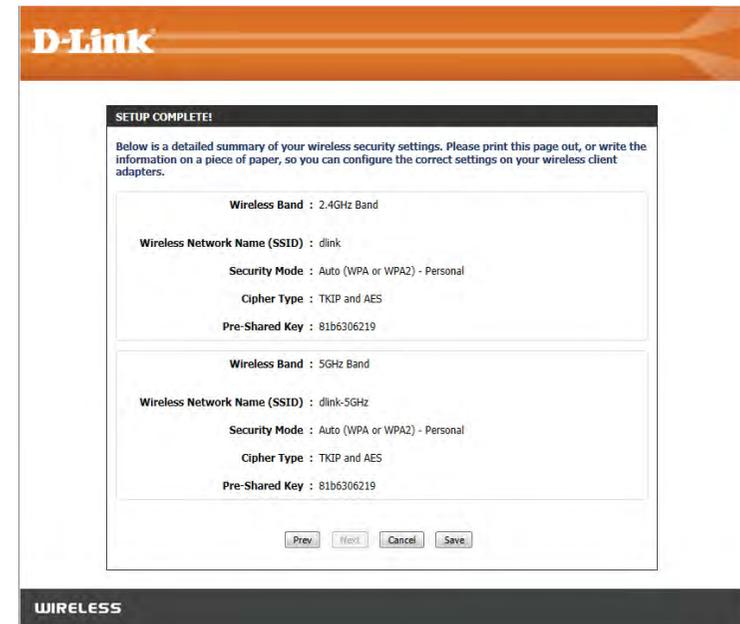 D-Link
SETUP COMPLETE!
Below is a detailed summary of your wireless security settings. Please print this page out, or write the
information on a piece of paper, so you can configure the correct settings on your wireless client
adapters.
Wireless Band : 2.4GHz Band
Wireless Network Name (SSID) : dlink
Security Mode : Auto (WPA or WPA2) - Personal
Cipher Type : TKIP and AES
Pre-Shared Key : 81b6306219
Wireless Band : 5GHz Band
Wireless Network Name (SSID) : dlink-5GHz
Security Mode : Auto (WPA or WPA2) - Personal
Cipher Type : TKIP and AES
Pre-Shared Key : 81b6306219
Prev Next Cancel Save
WIRELESS